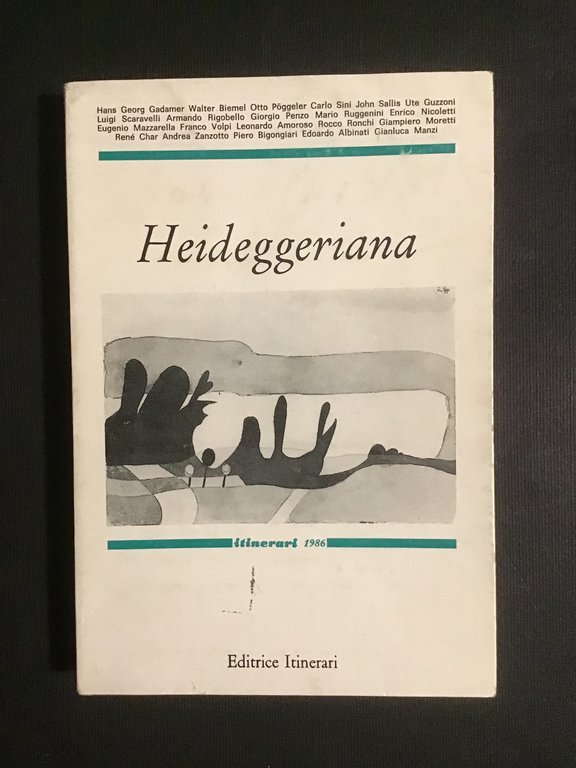 Hans Georg Gadamer Walter Biemel Otto Pöggeler Carlo Sini John Sallis Ute Guzzoni
Luigi Scaravelli Armando Rigobello Giorgio Penzo Mario Ruggenini Enrico Nicoletti
Eugenio Mazzarella Franco Volpi Leonardo Amoroso Rocco Ronchi Giampiero Moretti
René Char Andrea Zanzotto Piero Bigongiari Edoardo Albinati Gianluca Manzi
Heideggeriana
itinerari 1986
Editrice Itinerari